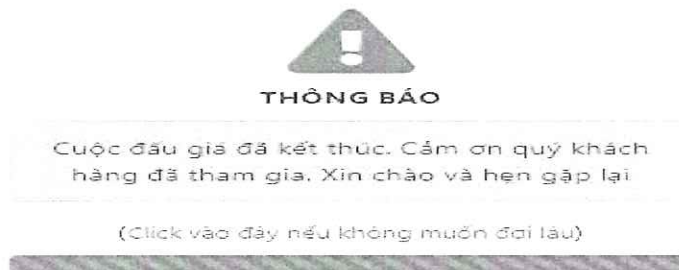 THÔNG BÁO
Cuộc đấu giá đã kết thúc. Cảm ơn quý khách
hàng đã tham gia. Xin chào và hẹn gặp lại
(Click vào đây nếu không muốn đợi lâu)